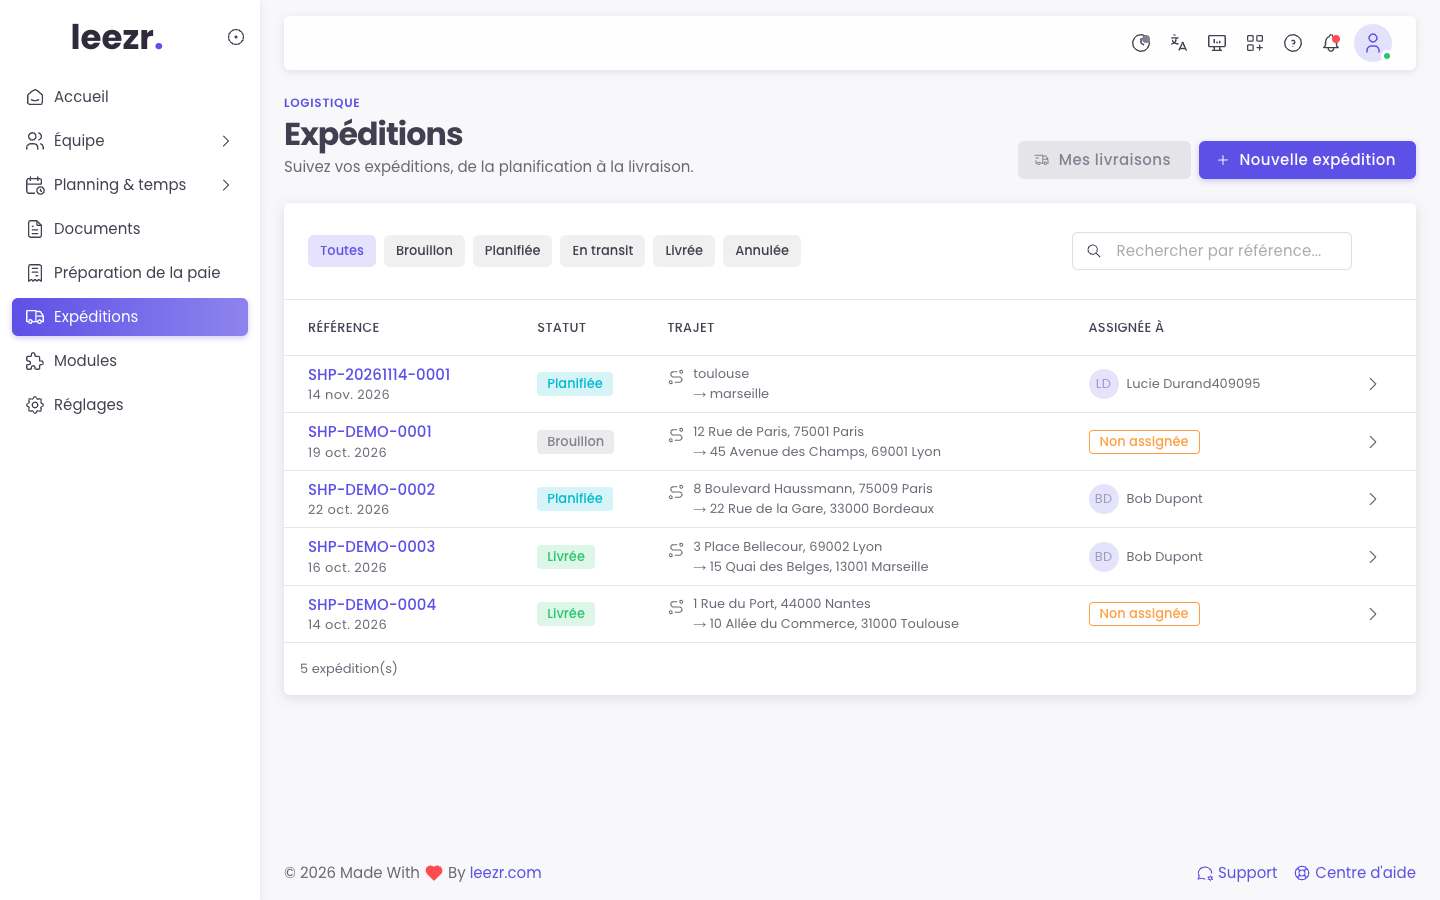 leezr.
Accueil
Équipe
Planning & temps
Documents
Préparation de la paie
Expéditions
Modules
Réglages
LOGISTIQUE
Expéditions
Suivez vos expéditions, de la planification à la livraison.
Mes livraisons
Nouvelle expédition
Toutes
Brouillon
Planifiée
En transit
Livrée
Annulée
Rechercher par référence...
RÉFÉRENCE STATUT TRAJET ASSIGNÉE À
SHP-20261114-0001
14 nov. 2026
Planifiée
toulouse
→ marseille
LD Lucie Durand409095
SHP-DEMO-0001
19 oct. 2026
Brouillon
12 Rue de Paris, 75001 Paris
→ 45 Avenue des Champs, 69001 Lyon
Non assignée
SHP-DEMO-0002
22 oct. 2026
Planifiée
8 Boulevard Haussmann, 75009 Paris
→ 22 Rue de la Gare, 33000 Bordeaux
BD Bob Dupont
SHP-DEMO-0003
16 oct. 2026
Livrée
3 Place Bellecour, 69002 Lyon
→ 15 Quai des Belges, 13001 Marseille
BD Bob Dupont
SHP-DEMO-0004
14 oct. 2026
Livrée
1 Rue du Port, 44000 Nantes
→ 10 Allée du Commerce, 31000 Toulouse
Non assignée
5 expédition(s)
© 2026 Made With ❤ By leezr.com
Support
Centre d'aide